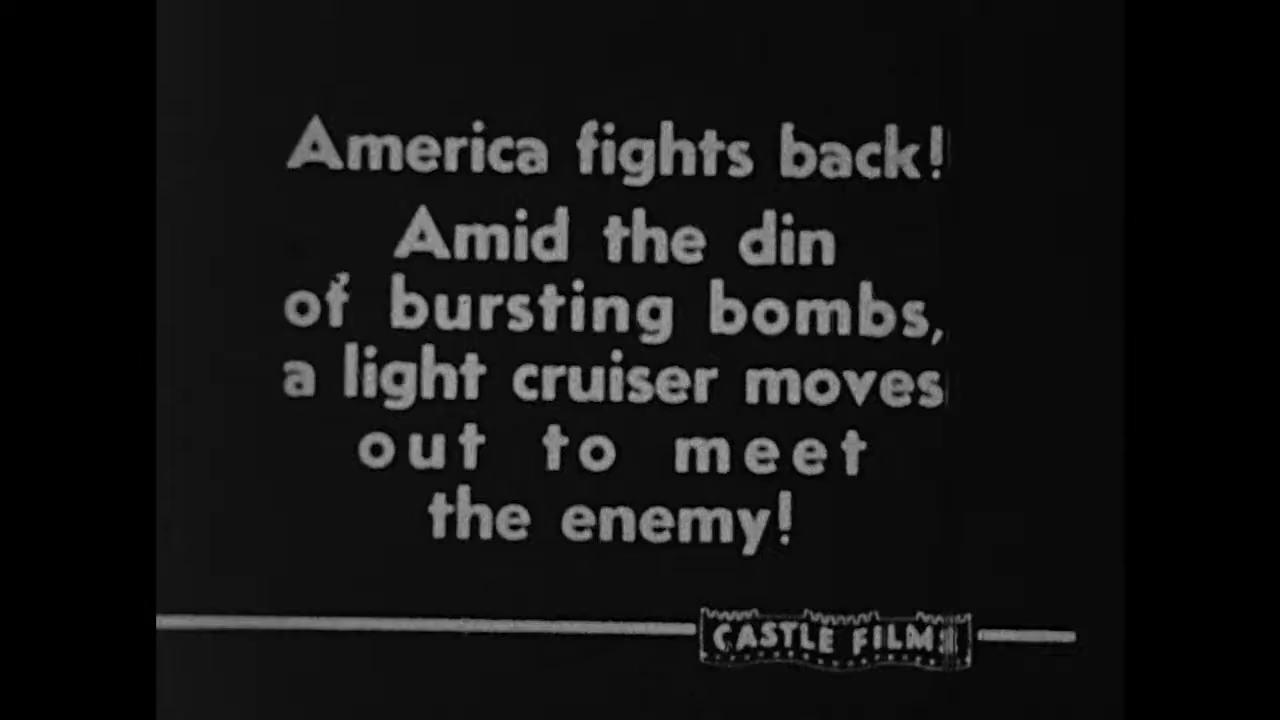 America fights back!
Amid the din
of bursting bombs,
a light cruiser moves
out to meet
the enemy!
CASTLE FILMS